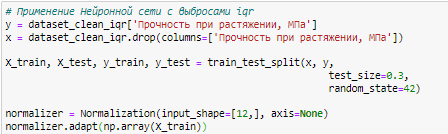 # Применение Нейронной сети с Выбросами iqr
y = dataset_clean_iqr['Прочность при растяжении, МПа']
x = dataset_clean_iqr.drop(columns=['Прочность при растяжении, МПа'])
X_train, X_test, y_train, y_test = train_test_split(x, y,
test_size=0.3,
random_state=42)
normalizer = Normalization(input_shape=[12,], axis=None)
normalizer.adapt(np.array(X_train))